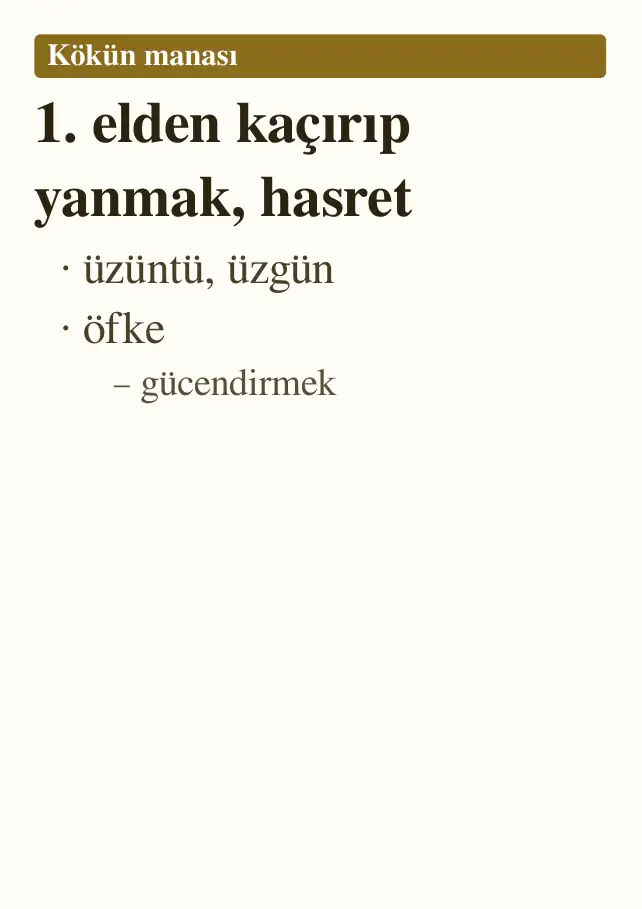 Kökün manası
1. elden kaçırıp
yanmak, hasret
· üzüntü, üzgün
· öfke
– gücendirmek